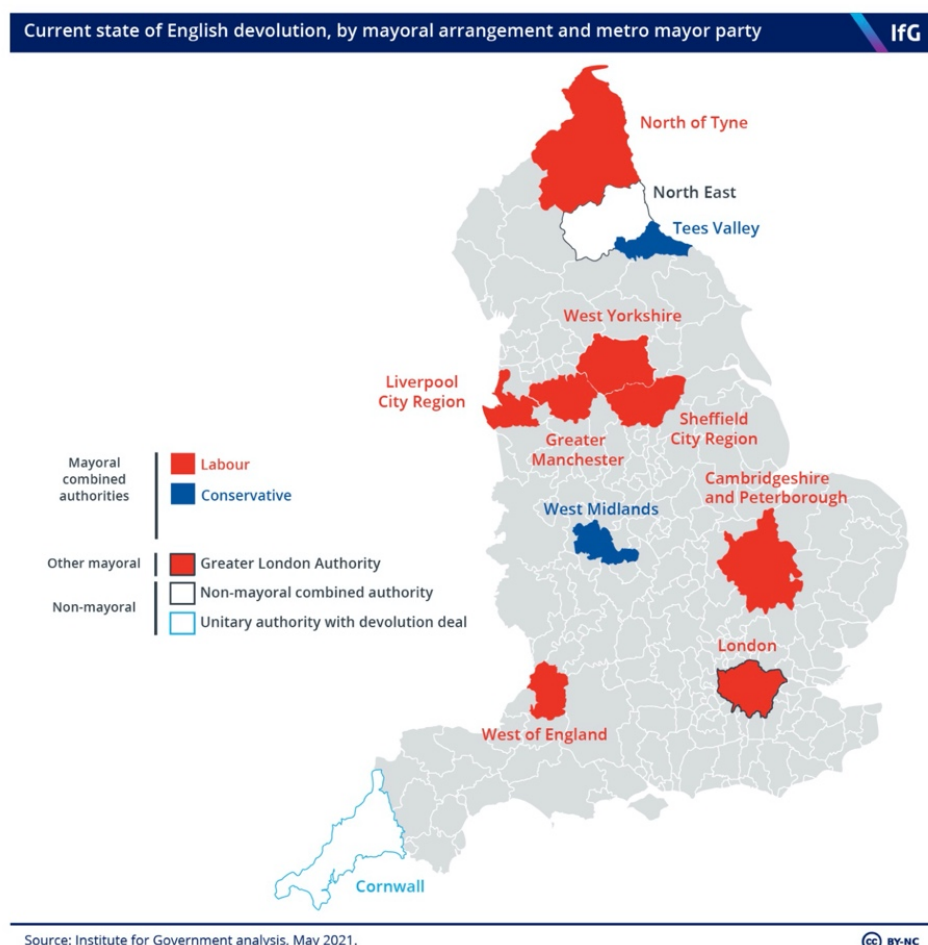 Current state of English devolution, by mayoral arrangement and metro mayor party
IfG
North of Tyne
North East
Tees Valley
West Yorkshire
Liverpool
City Region
Greater
Manchester
Sheffield
City Region
Mayoral
combined
authorities
Labour
Conservative
Cambridgeshire
and Peterborough
West Midlands
Other mayoral
Greater London Authority
Non-mayoral
Non-mayoral combined authority
Unitary authority with devolution deal
London
West of England
Cornwall
Source: Institute for Government analysis, May 2021.
cc BY-NC